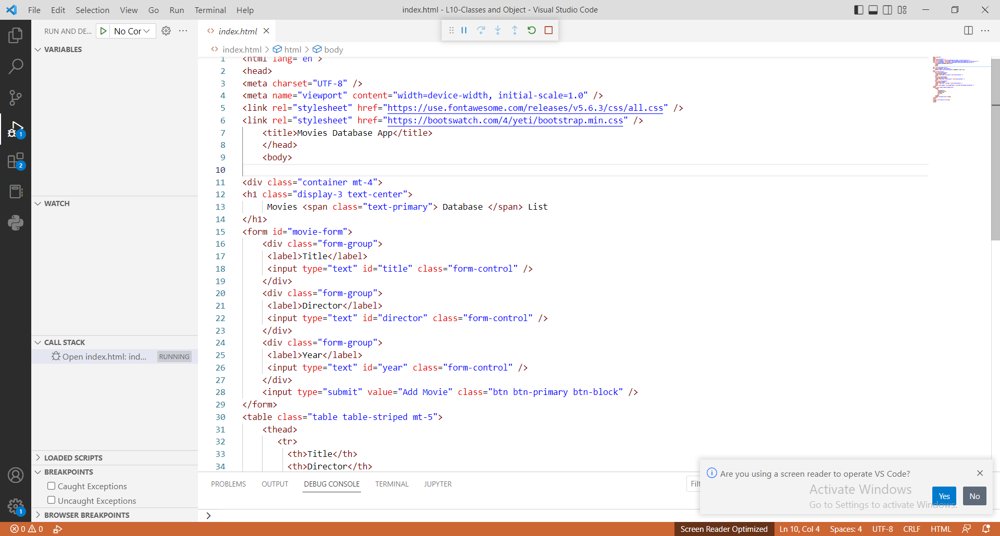 File Edit Selection View Go Run Terminal Help
index.html - L10-Classes and Object - Visual Studio Code
RUN AND DE... No Cor
index.html
index.html > html > body
VARIABLES
WATCH
CALL STACK
Open index.html: ind... RUNNING
LOADED SCRIPTS
BREAKPOINTS
Caught Exceptions
Uncaught Exceptions
BROWSER BREAKPOINTS
1
2
1
1 <html lang="en">
2 <head>
3 <meta charset="UTF-8" />
4 <meta name="viewport" content="width=device-width, initial-scale=1.0" />
5 <link rel="stylesheet" href="https://use.fontawesome.com/releases/v5.6.3/css/all.css" />
6 <link rel="stylesheet" href="https://bootswatch.com/4/yeti/bootstrap.min.css" />
7 <title>Movies Database App</title>
8 </head>
9 <body>
10
11 <div class="container mt-4">
12 <h1 class="display-3 text-center">
13 Movies <span class="text-primary"> Database </span> List
14 </h1>
15 <form id="movie-form">
16 <div class="form-group">
17 <label>Title</label>
18 <input type="text" id="title" class="form-control" />
19 </div>
20 <div class="form-group">
21 <label>Director</label>
22 <input type="text" id="director" class="form-control" />
23 </div>
24 <div class="form-group">
25 <label>Year</label>
26 <input type="text" id="year" class="form-control" />
27 </div>
28 <input type="submit" value="Add Movie" class="btn btn-primary btn-block" />
29 </form>
30 <table class="table table-striped mt-5">
31 <thead>
32 <tr>
33 <th>Title</th>
34 <th>Director</th>
PROBLEMS OUTPUT DEBUG CONSOLE TERMINAL JUPYTER
Filt
Are you using a screen reader to operate VS Code?
Yes No
Activate Windows
Go to Settings to activate Windows.
0 0
Screen Reader Optimized Ln 10, Col 4 Spaces: 4 UTF-8 CRLF HTML